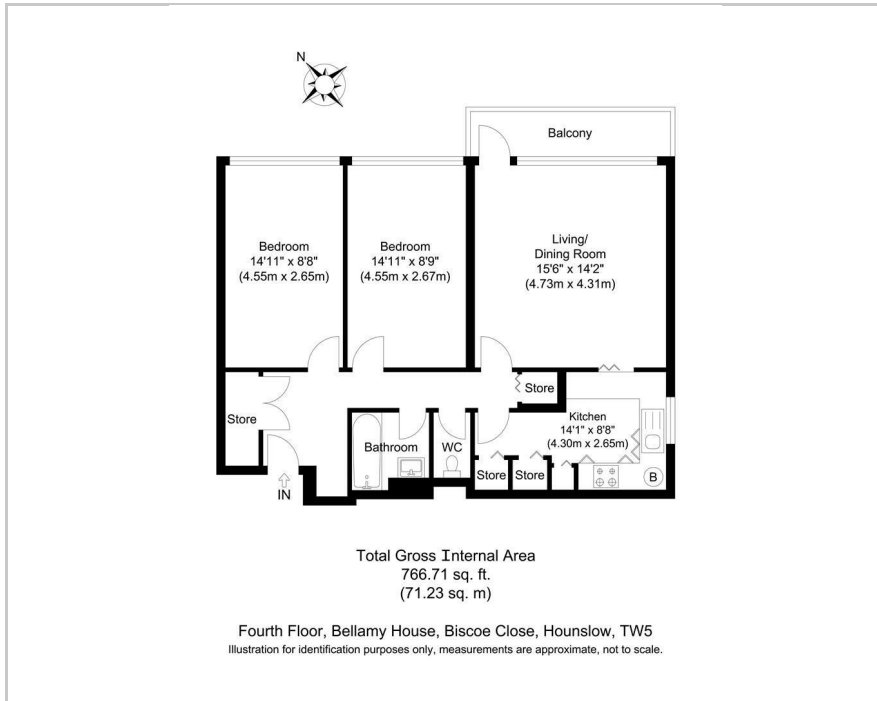 N
Balcony
Bedroom
14'11" x 8'8"
(4.55m x 2.65m)
Bedroom
14'11" x 8'9"
(4.55m x 2.67m)
Living/
Dining Room
15'6" x 14'2"
(4.73m x 4.31m)
Store
Store
Kitchen
14'1" x 8'8"
(4.30m x 2.65m)
Bathroom
WC
Store
Store
B
IN
Total Gross Internal Area
766.71 sq. ft.
(71.23 sq. m)
Fourth Floor, Bellamy House, Biscoe Close, Hounslow, TW5
Illustration for identification purposes only, measurements are approximate, not to scale.